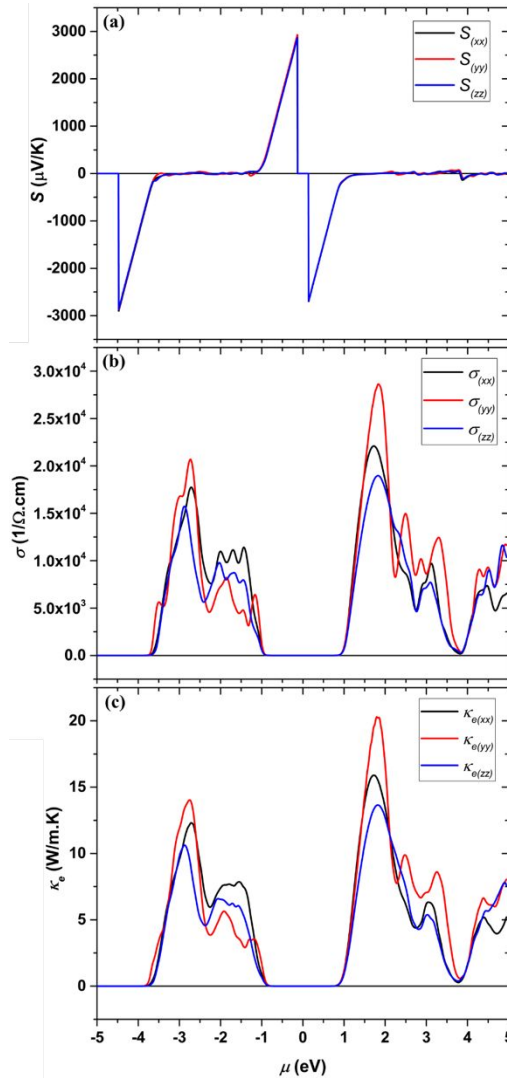 (a)
S(xx)
S(yy)
S(zz)
S (μV/K)
3000
2000
1000
0
-1000
-2000
-3000
(b)
σ(xx)
σ(yy)
σ(zz)
σ (1/Ω.cm)
3.0x10⁴
2.5x10⁴
2.0x10⁴
1.5x10⁴
1.0x10⁴
5.0x10³
0.0
(c)
κe(xx)
κe(yy)
κe(zz)
κe (W/m.K)
20
15
10
5
0
-5 -4 -3 -2 -1 0 1 2 3 4 5
μ (eV)